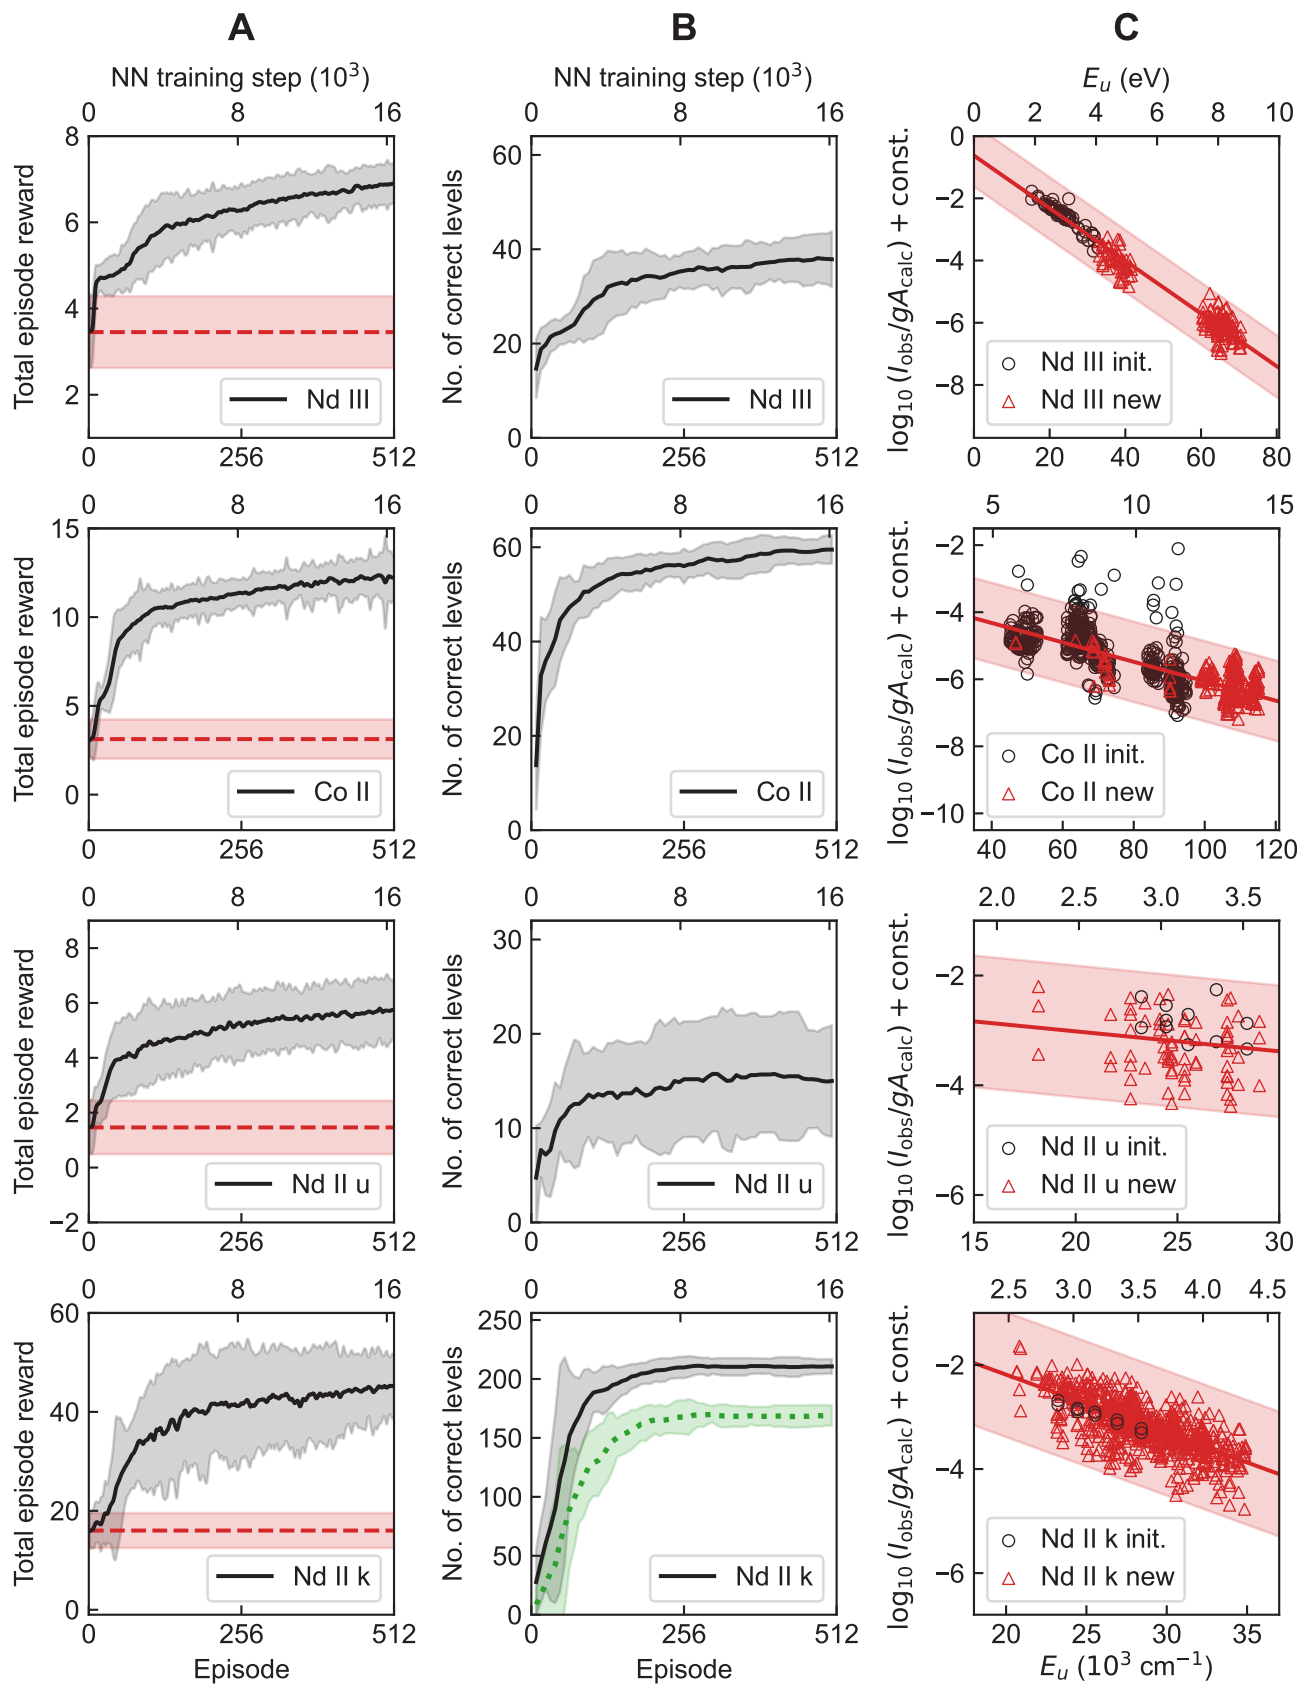 A B C
NN training step (10³) NN training step (10³) E_u (eV)
0 8 16 0 8 16 0 2 4 6 8 10
Total episode reward
8
6
4
2
0 256 512
Nd III
No. of correct levels
60
40
20
0
0 256 512
Nd III
log₁₀ (I_obs/gA_calc) + const.
0
−2
−4
−6
−8
0 20 40 60 80
Nd III init.
Nd III new
0 8 16 0 8 16 5 10 15
Total episode reward
15
10
5
0
0 256 512
Co II
No. of correct levels
60
40
20
0
0 256 512
Co II
log₁₀ (I_obs/gA_calc) + const.
−2
−4
−6
−8
−10
40 60 80 100 120
Co II init.
Co II new
0 8 16 0 8 16 2.0 2.5 3.0 3.5
Total episode reward
8
6
4
2
0
−2
0 256 512
Nd II u
No. of correct levels
30
20
10
0
0 256 512
Nd II u
log₁₀ (I_obs/gA_calc) + const.
−2
−4
−6
15 20 25 30
Nd II u init.
Nd II u new
0 8 16 0 8 16 2.5 3.0 3.5 4.0 4.5
Total episode reward
60
40
20
0
0 256 512
Nd II k
Episode
No. of correct levels
250
200
150
100
50
0
0 256 512
Nd II k
log₁₀ (I_obs/gA_calc) + const.
−2
−4
−6
20 25 30 35
Nd II k init.
Nd II k new
E_u (10³ cm⁻¹)